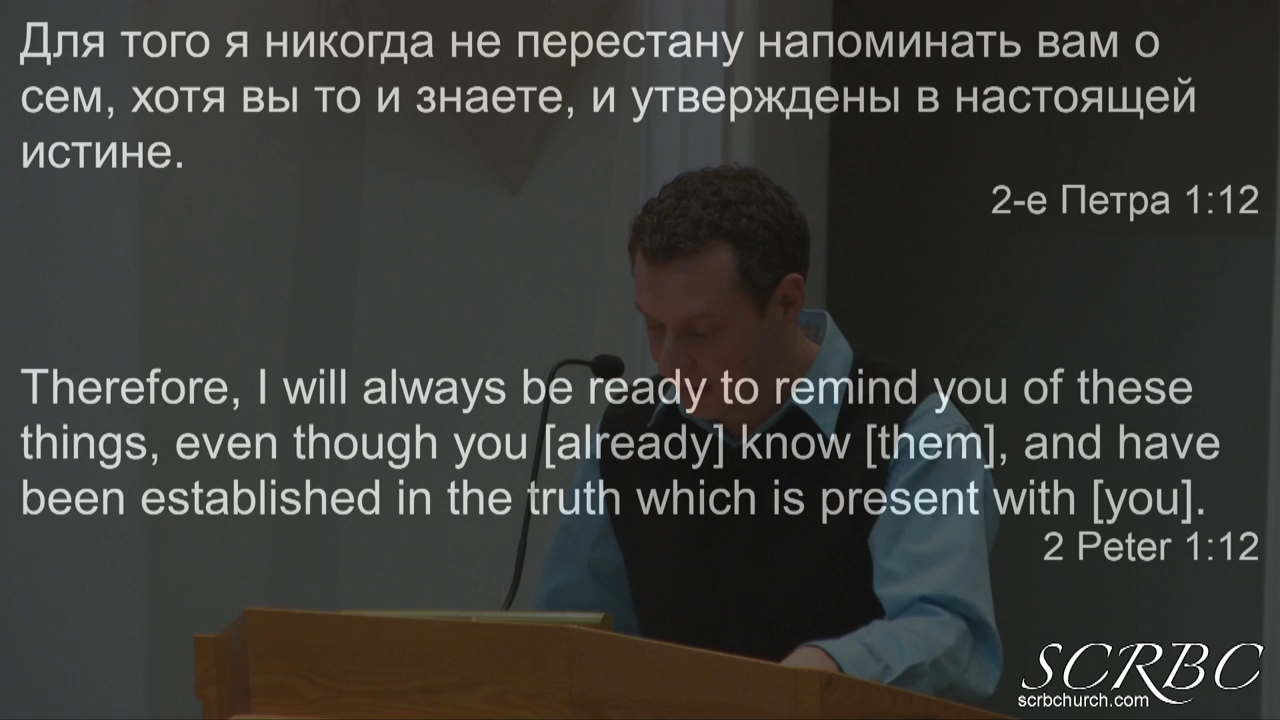 Для того я никогда не перестану напоминать вам о
сем, хотя вы то и знаете, и утверждены в настоящей
истине.
2-е Петра 1:12
Therefore, I will always be ready to remind you of these
things, even though you [already] know [them], and have
been established in the truth which is present with [you].
2 Peter 1:12
SCRBC
scrbchurch.com